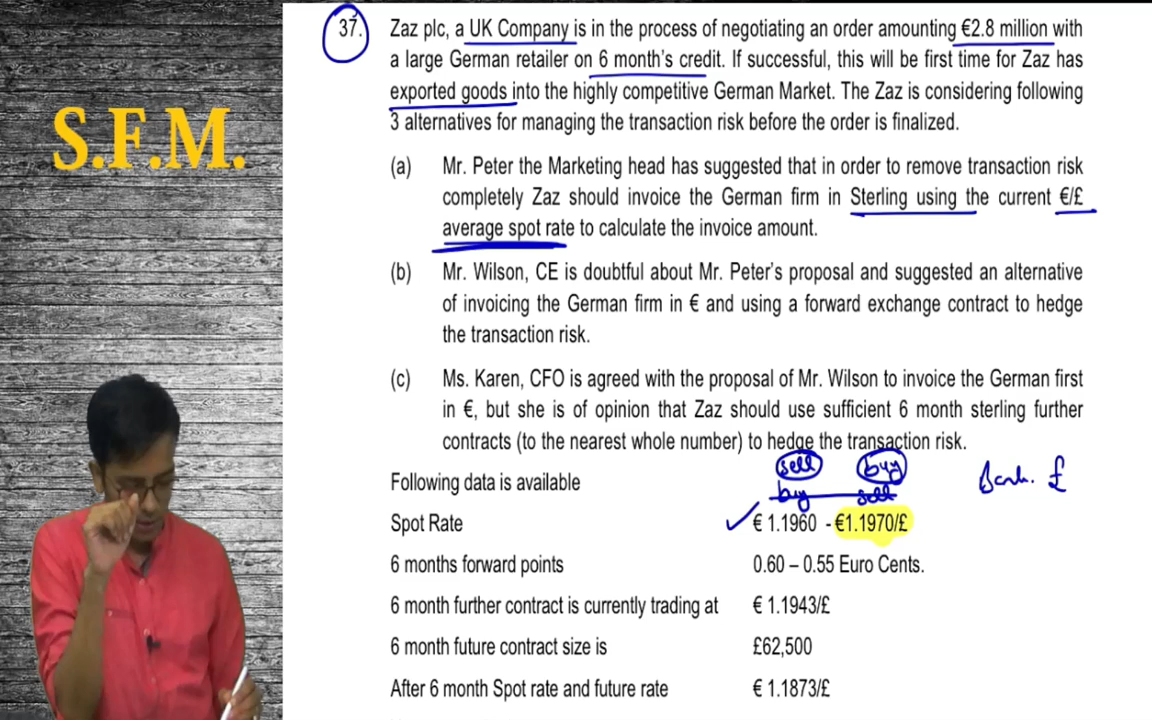 S.F.M.
37. Zaz plc, a UK Company is in the process of negotiating an order amounting €2.8 million with
a large German retailer on 6 month's credit. If successful, this will be first time for Zaz has
exported goods into the highly competitive German Market. The Zaz is considering following
3 alternatives for managing the transaction risk before the order is finalized.
(a) Mr. Peter the Marketing head has suggested that in order to remove transaction risk
completely Zaz should invoice the German firm in Sterling using the current €/£
average spot rate to calculate the invoice amount.
(b) Mr. Wilson, CE is doubtful about Mr. Peter's proposal and suggested an alternative
of invoicing the German firm in € and using a forward exchange contract to hedge
the transaction risk.
(c) Ms. Karen, CFO is agreed with the proposal of Mr. Wilson to invoice the German first
in €, but she is of opinion that Zaz should use sufficient 6 month sterling further
contracts (to the nearest whole number) to hedge the transaction risk.
sell buy Bank £
Following data is available
buy sell
Spot Rate € 1.1960 - €1.1970/£
6 months forward points 0.60 – 0.55 Euro Cents.
6 month further contract is currently trading at € 1.1943/£
6 month future contract size is £62,500
After 6 month Spot rate and future rate € 1.1873/£